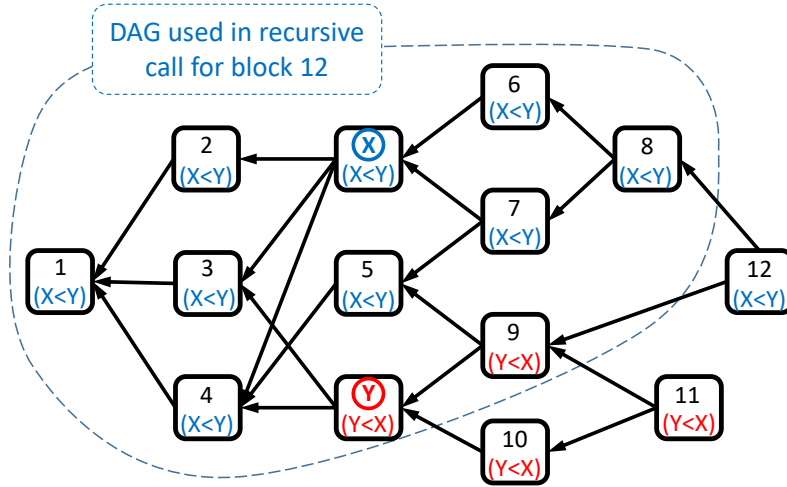 DAG used in recursive
call for block 12
6
(X<Y)
2
(X<Y)
X
(X<Y)
8
(X<Y)
7
(X<Y)
1
(X<Y)
3
(X<Y)
5
(X<Y)
12
(X<Y)
9
(Y<X)
4
(X<Y)
Y
(Y<X)
11
(Y<X)
10
(Y<X)